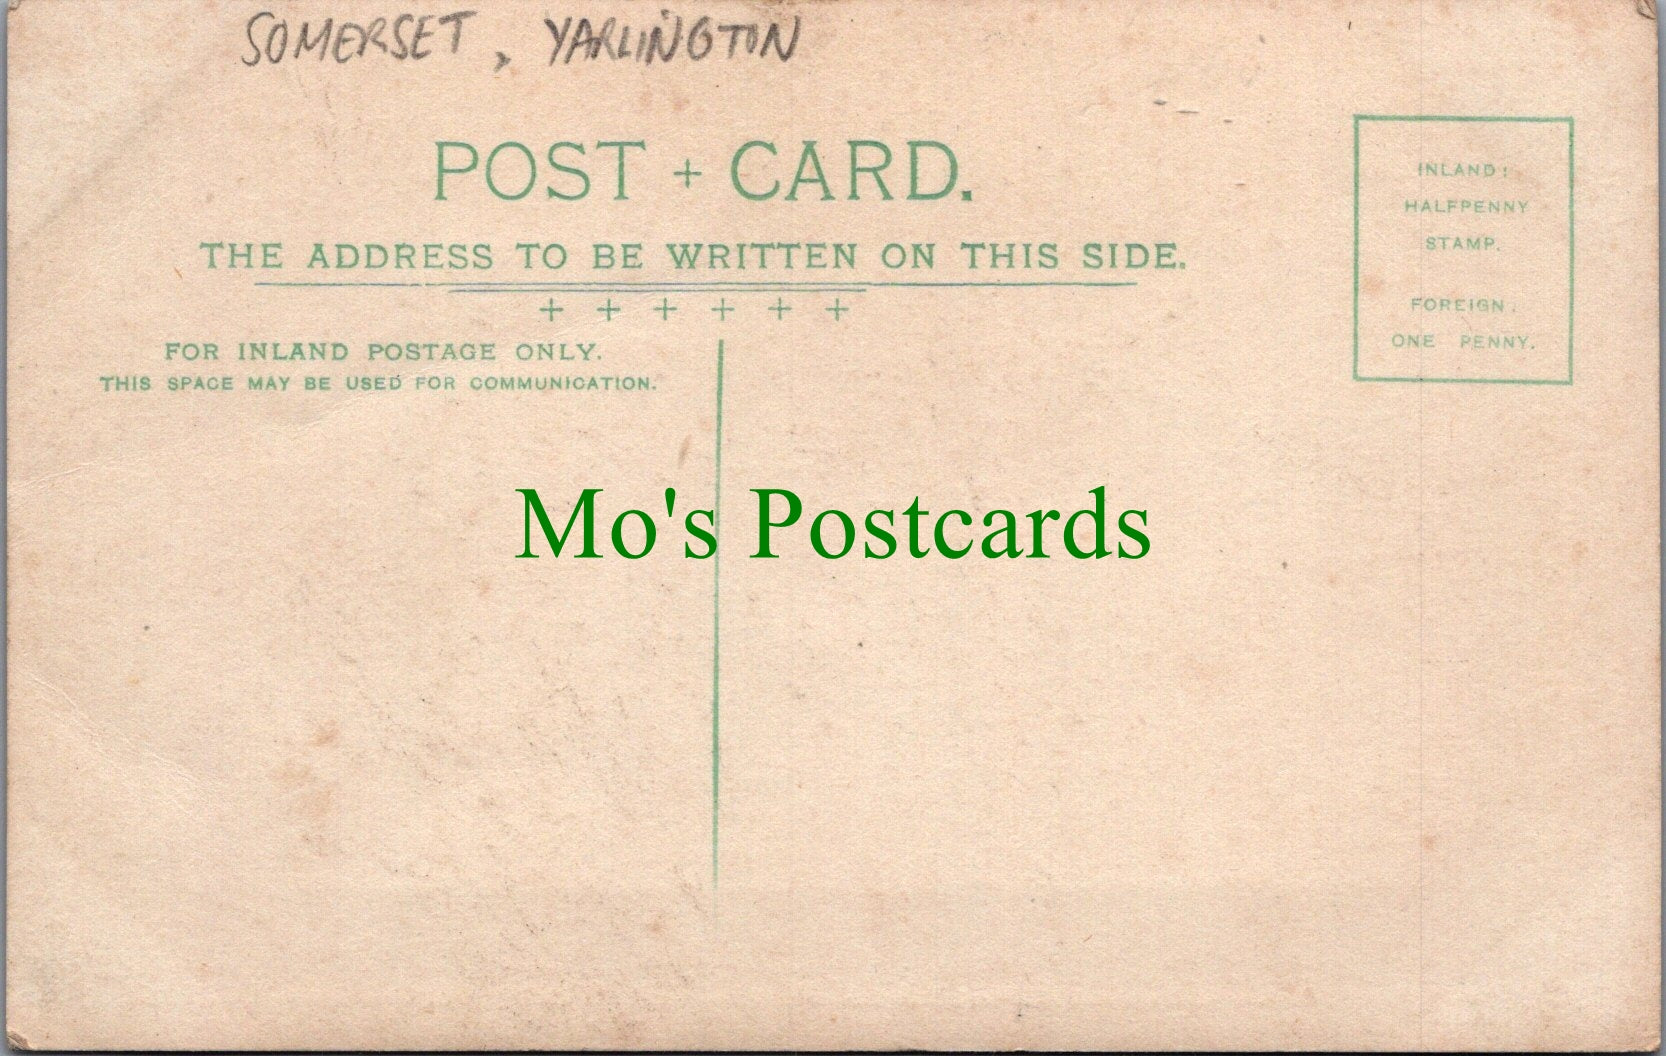 SOMERSET, YARLINGTON
POST + CARD.
THE ADDRESS TO BE WRITTEN ON THIS SIDE.
+ + + + + +
FOR INLAND POSTAGE ONLY.
THIS SPACE MAY BE USED FOR COMMUNICATION.
INLAND:
HALFPENNY
STAMP.
FOREIGN:
ONE PENNY.
Mo's Postcards